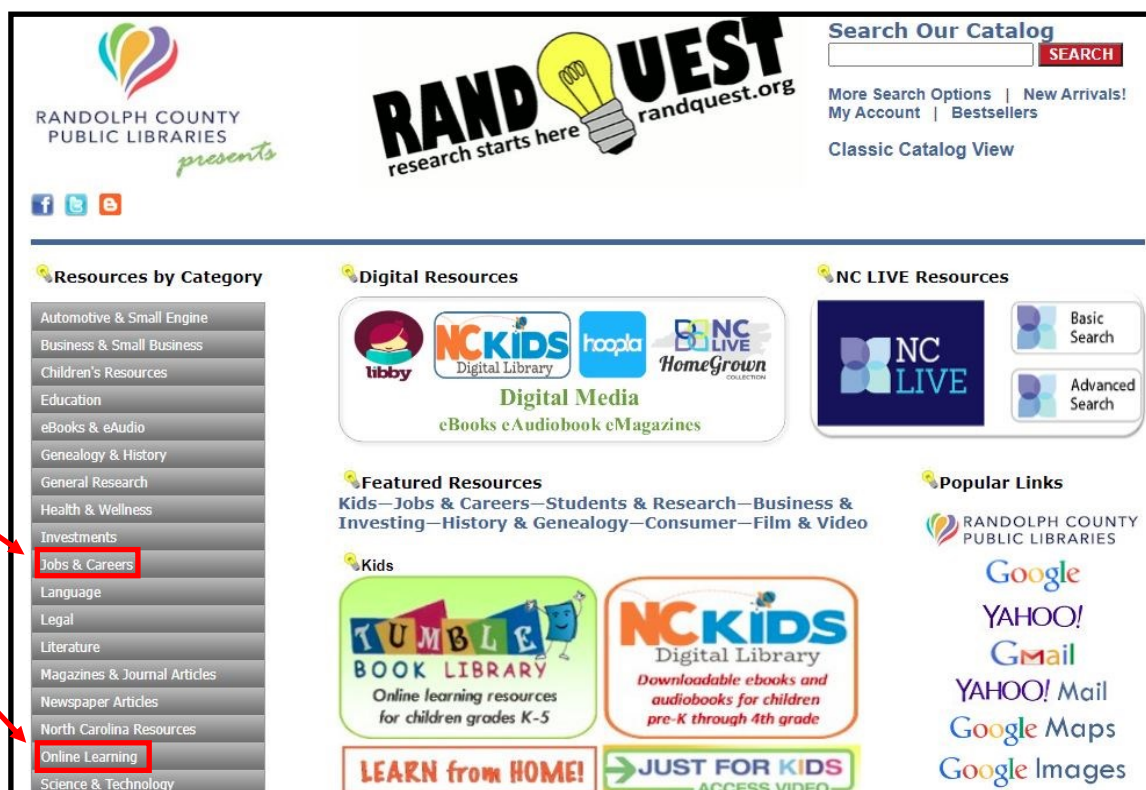 RANDOLPH COUNTY
PUBLIC LIBRARIES
presents
RAND QUEST
research starts here randquest.org
Search Our Catalog
SEARCH
More Search Options | New Arrivals!
My Account | Bestsellers
Classic Catalog View
Resources by Category
Automotive & Small Engine
Business & Small Business
Children's Resources
Education
eBooks & eAudio
Genealogy & History
General Research
Health & Wellness
Investments
Jobs & Careers
Language
Legal
Literature
Magazines & Journal Articles
Newspaper Articles
North Carolina Resources
Online Learning
Science & Technology
Digital Resources
libby
NCKIDS
Digital Library
hoopla
NC
LIVE
HomeGrown
COLLECTION
Digital Media
eBooks eAudiobook eMagazines
NC LIVE Resources
NC
LIVE
Basic
Search
Advanced
Search
Featured Resources
Kids—Jobs & Careers—Students & Research—Business &
Investing—History & Genealogy—Consumer—Film & Video
Kids
TUMBLE
BOOK LIBRARY
Online learning resources
for children grades K-5
NCKIDS
Digital Library
Downloadable ebooks and
audiobooks for children
pre-K through 4th grade
LEARN from HOME!
JUST FOR KIDS
ACCESS VIDEO
Popular Links
RANDOLPH COUNTY
PUBLIC LIBRARIES
Google
YAHOO!
Gmail
YAHOO! Mail
Google Maps
Google Images